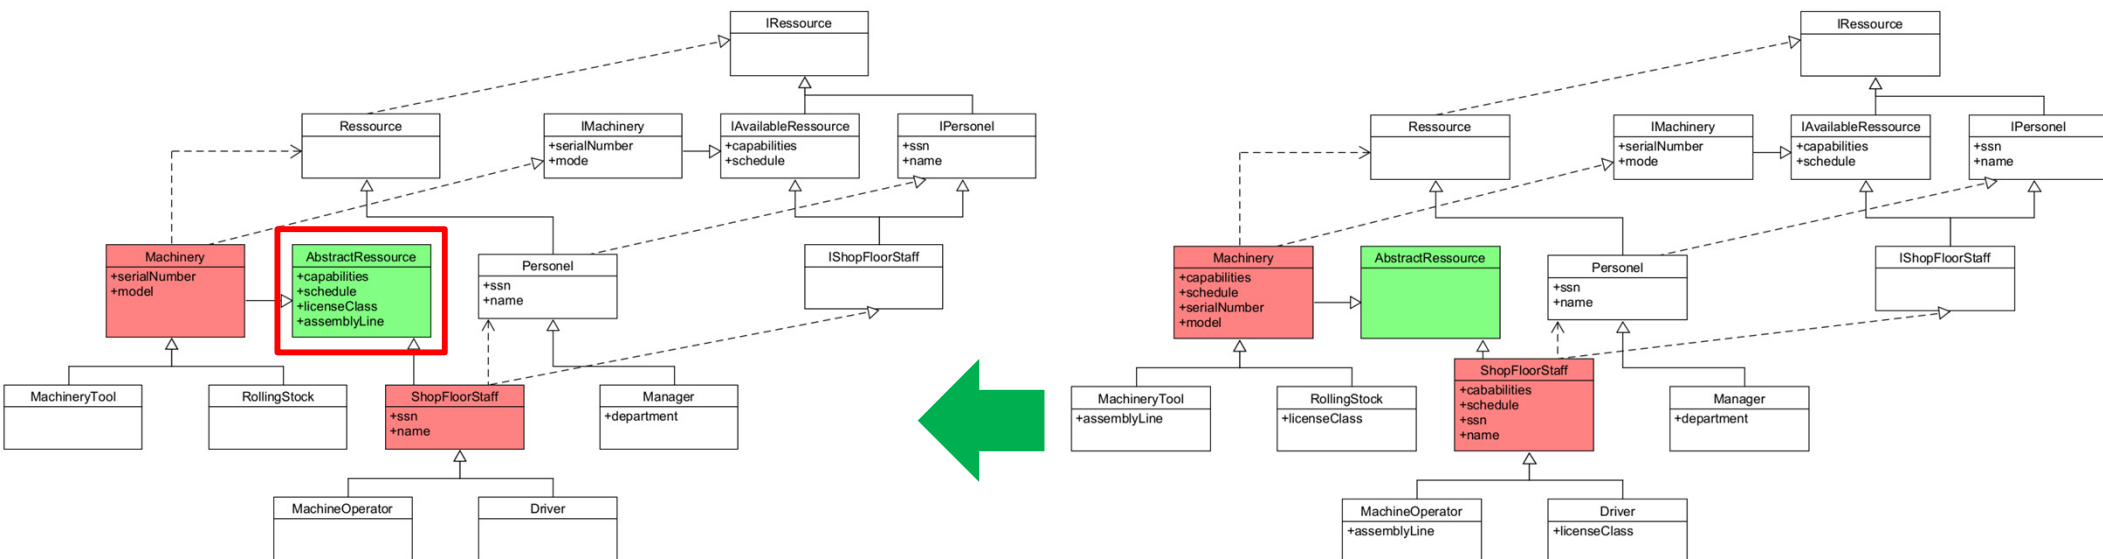 IRessource
Ressource
IMachinery
+serialNumber
+mode
IAvailableRessource
+capabilities
+schedule
IPersonel
+ssn
+name
Machinery
+serialNumber
+model
AbstractRessource
+capabilities
+schedule
+licenseClass
+assemblyLine
Personel
+ssn
+name
IShopFloorStaff
MachineryTool
RollingStock
ShopFloorStaff
+ssn
+name
Manager
+department
MachineOperator
Driver
IRessource
Ressource
IMachinery
+serialNumber
+mode
IAvailableRessource
+capabilities
+schedule
IPersonel
+ssn
+name
Machinery
+capabilities
+schedule
+serialNumber
+model
AbstractRessource
Personel
+ssn
+name
IShopFloorStaff
MachineryTool
+assemblyLine
RollingStock
+licenseClass
ShopFloorStaff
+cababilities
+schedule
+ssn
+name
Manager
+department
MachineOperator
+assemblyLine
Driver
+licenseClass